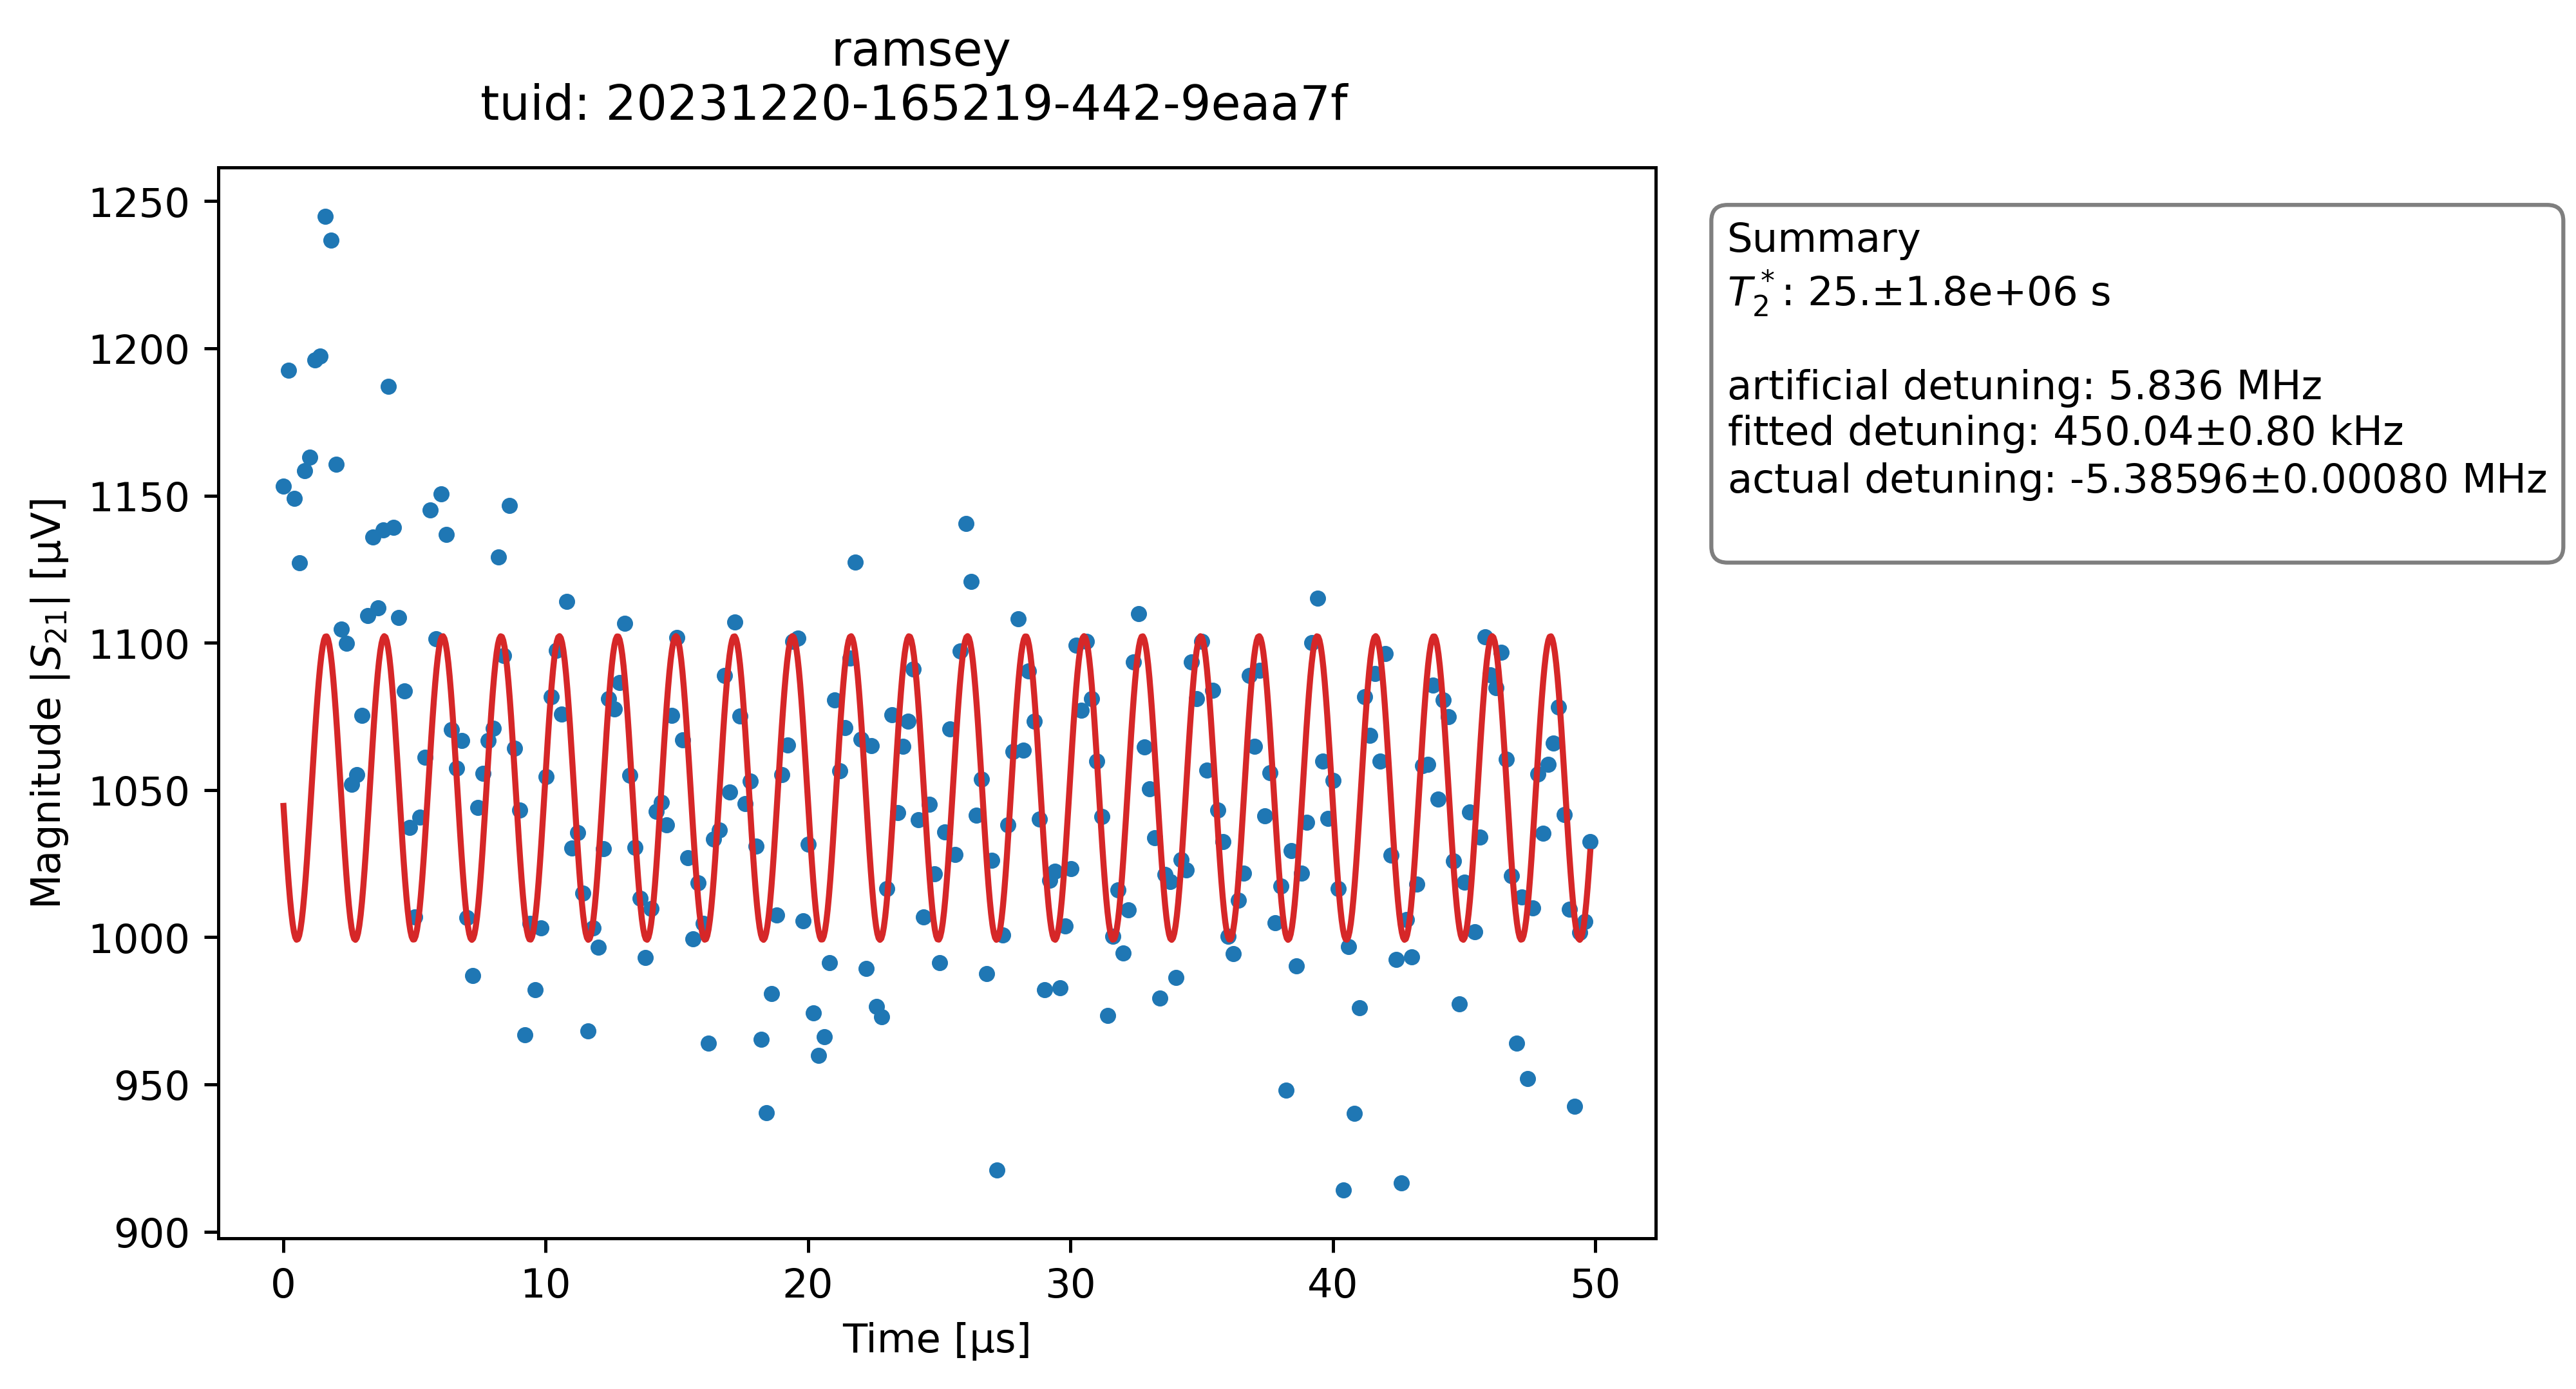 ramsey
tuid: 20231220-165219-442-9eaa7f
Magnitude |S₂₁| [µV]
1250
1200
1150
1100
1050
1000
950
900
0 10 20 30 40 50
Time [µs]
Summary
T₂*: 25.±1.8e+06 s
artificial detuning: 5.836 MHz
fitted detuning: 450.04±0.80 kHz
actual detuning: -5.38596±0.00080 MHz